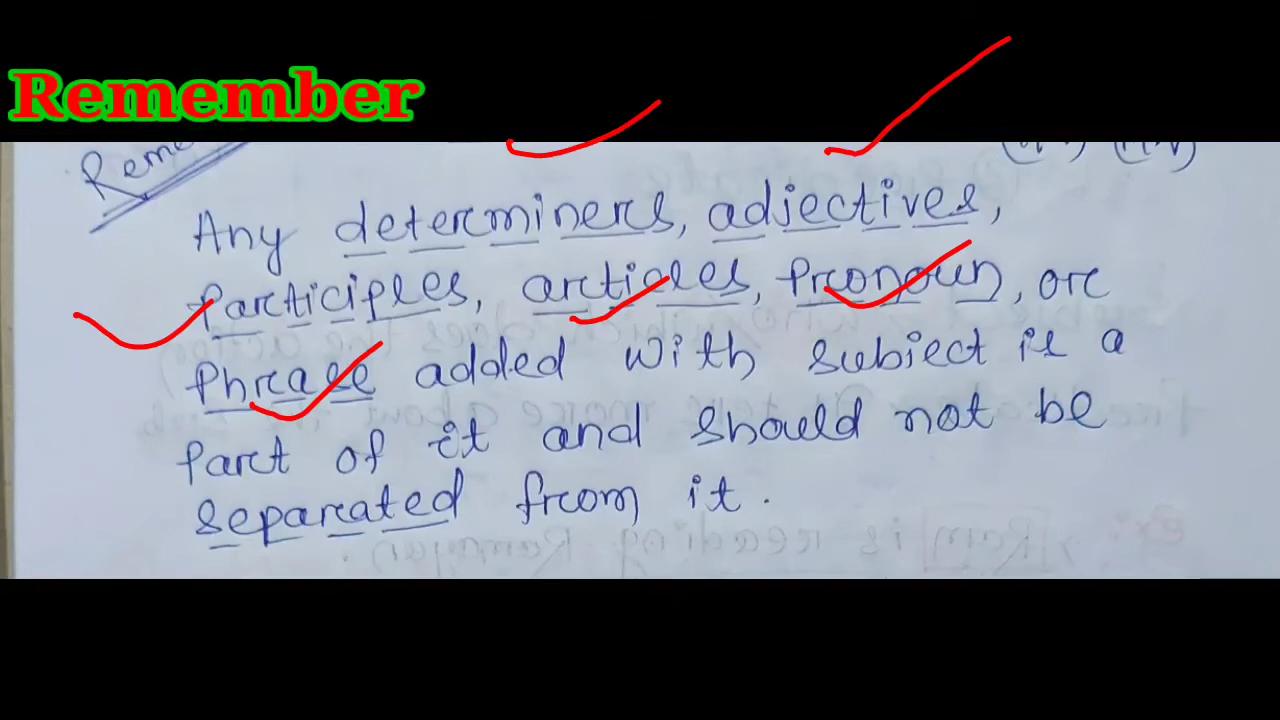 Remember
Any determiners, adjectives,
Participles, articles, Pronoun, or
Phrase added with subject is a
Part of it and should not be
separated from it.